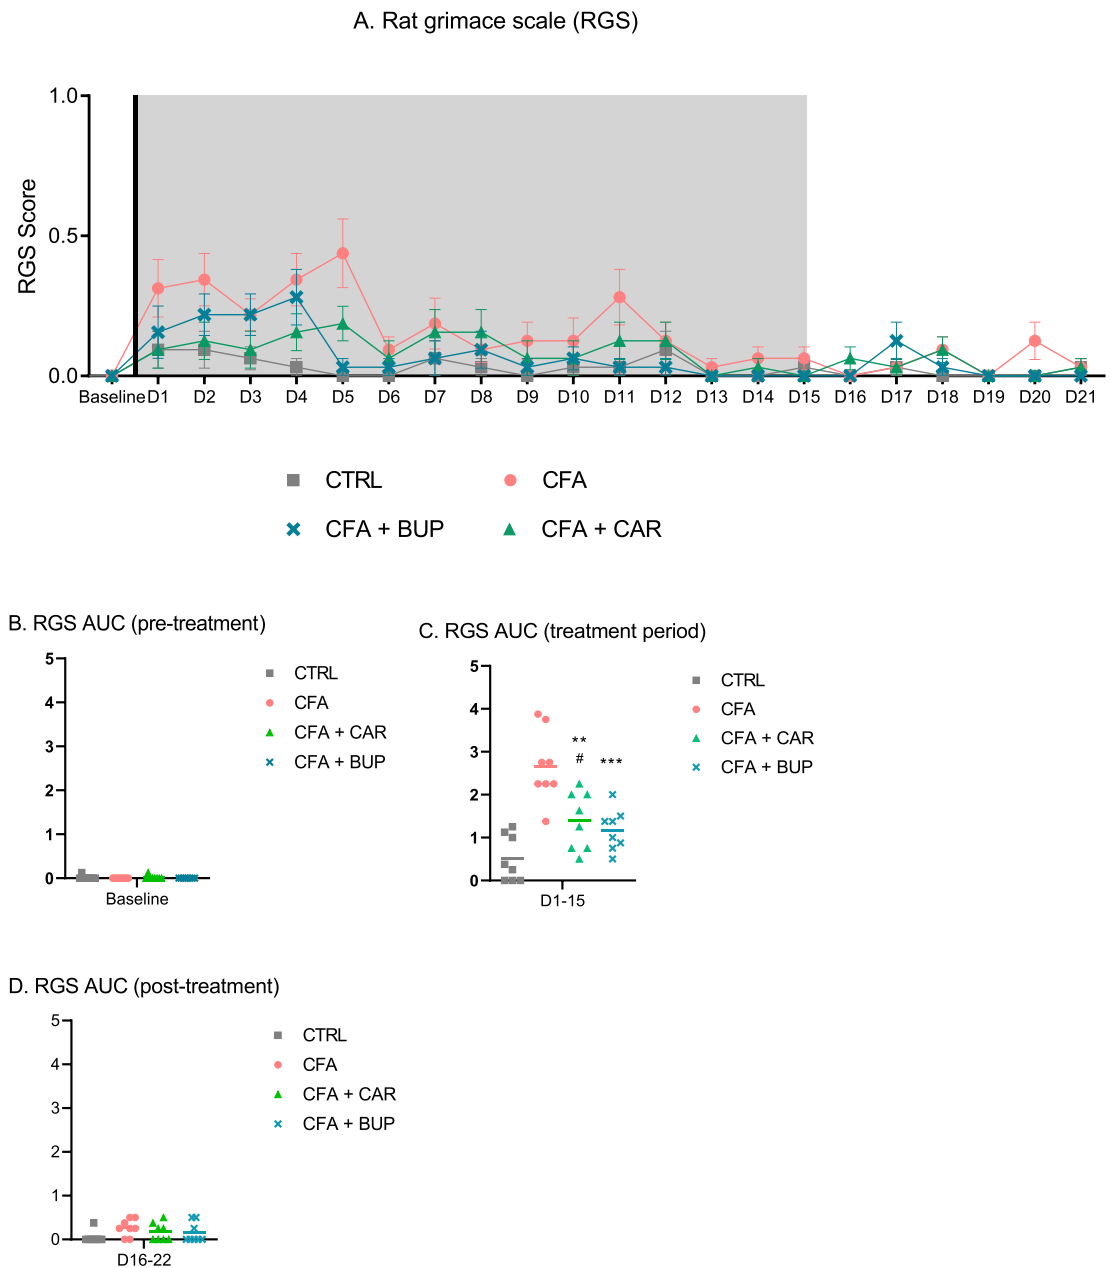 A. Rat grimace scale (RGS)
1.0
0.5
0.0
RGS Score
Baseline D1 D2 D3 D4 D5 D6 D7 D8 D9 D10 D11 D12 D13 D14 D15 D16 D17 D18 D19 D20 D21
CTRL CFA
CFA + BUP CFA + CAR
B. RGS AUC (pre-treatment)
5
4
3
2
1
0
Baseline
CTRL
CFA
CFA + CAR
CFA + BUP
C. RGS AUC (treatment period)
5
4
3
2
1
0
**
#
***
D1-15
CTRL
CFA
CFA + CAR
CFA + BUP
D. RGS AUC (post-treatment)
5
4
3
2
1
0
D16-22
CTRL
CFA
CFA + CAR
CFA + BUP